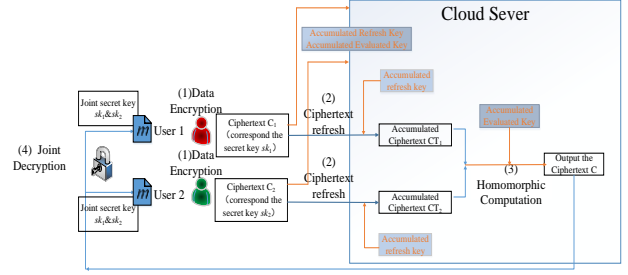 Cloud Sever
Accumulated Refresh Key
Accumulated Evaluated Key
Accumulated
refresh key
Accumulated
Evaluated Key
(1)Data
Encryption
Joint secret key
sk₁&sk₂
m
User 1
Ciphertext C₁
(correspond the
secret key sk₁)
(2)
Ciphertext
refresh
Accumulated
Ciphertext CT₁
(4) Joint
Decryption
(1)Data
Encryption
(2)
Ciphertext
refresh
Output the
Ciphertext C
(3)
Homomorphic
Computation
m
User 2
Ciphertext C₂
(correspond the
secret key sk₂)
Accumulated
Ciphertext CT₂
Joint secret key
sk₁&sk₂
Accumulated
refresh key